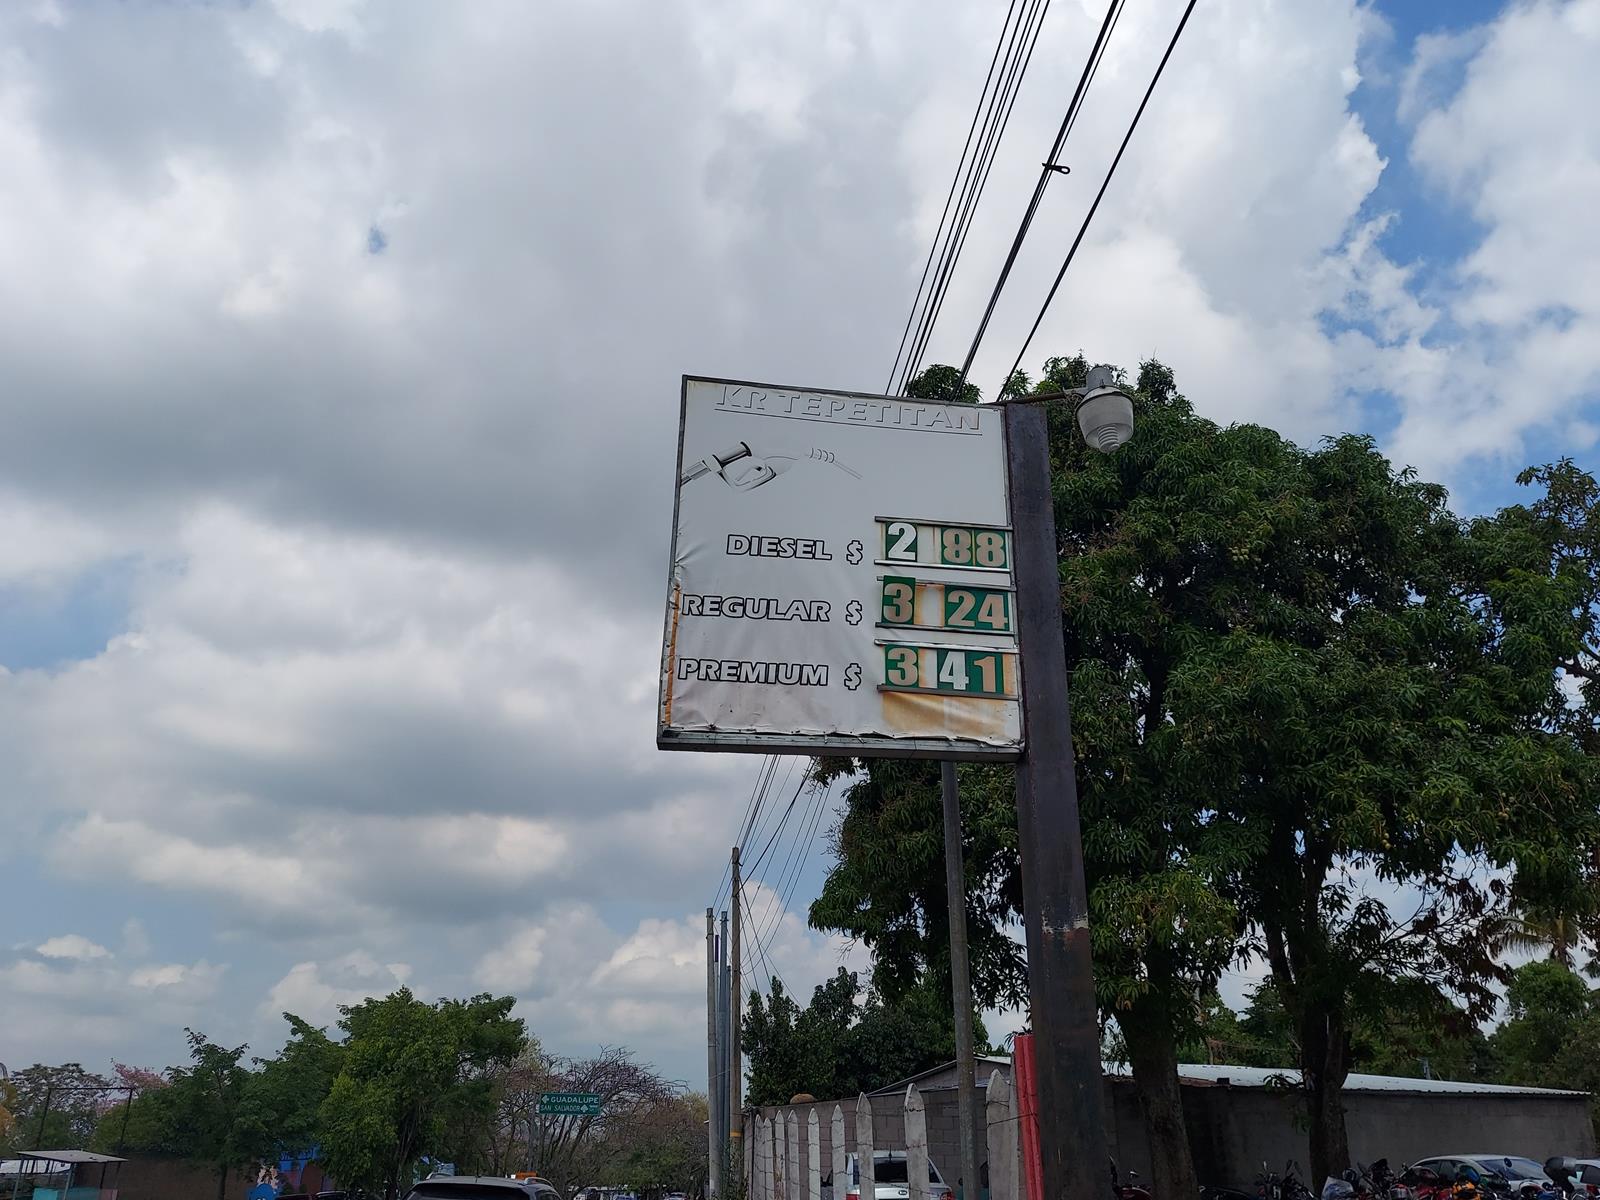 KR TEPETITAN
DIESEL $ 2 88
REGULAR $ 3 24
PREMIUM $ 3 41
GUADALUPE
SAN SALVADOR